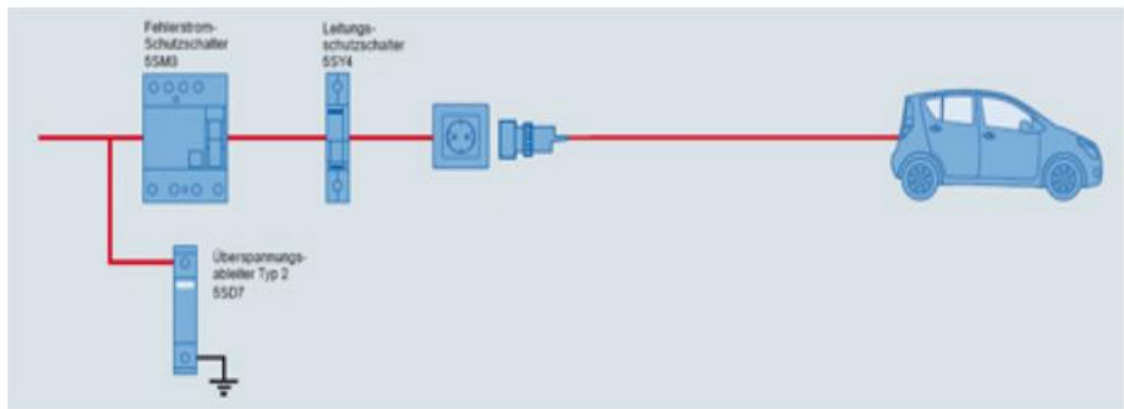 Fehlerstrom-
Schutzschalter
5SM3
Leitungs-
schutzschalter
5SY4
Überspannungs-
ableiter Typ 2
5SD7